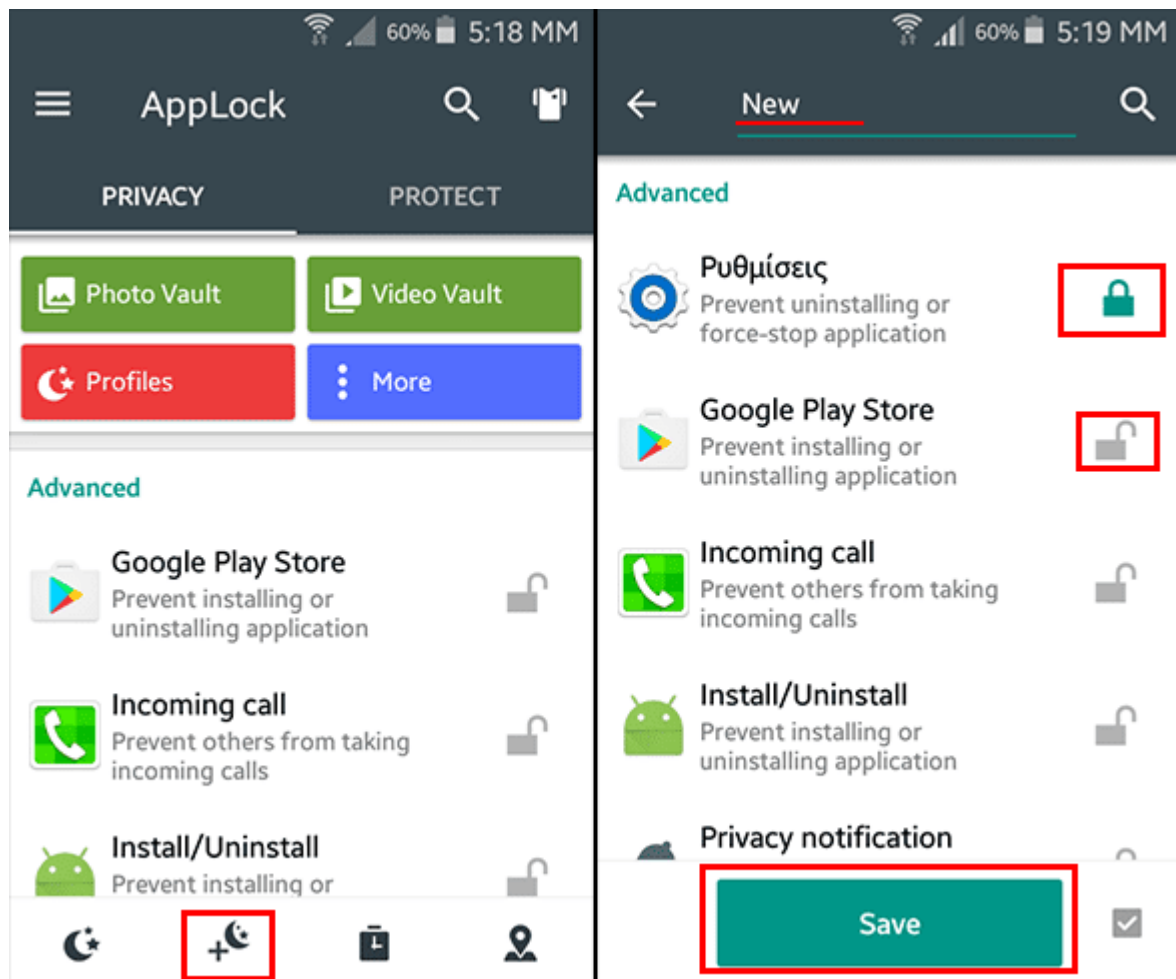 60% 5:18 MM
AppLock
PRIVACY PROTECT
Photo Vault Video Vault
Profiles More
Advanced
Google Play Store
Prevent installing or
uninstalling application
Incoming call
Prevent others from taking
incoming calls
Install/Uninstall
Prevent installing or
60% 5:19 MM
New
Advanced
Ρυθμίσεις
Prevent uninstalling or
force-stop application
Google Play Store
Prevent installing or
uninstalling application
Incoming call
Prevent others from taking
incoming calls
Install/Uninstall
Prevent installing or
uninstalling application
Privacy notification
Save